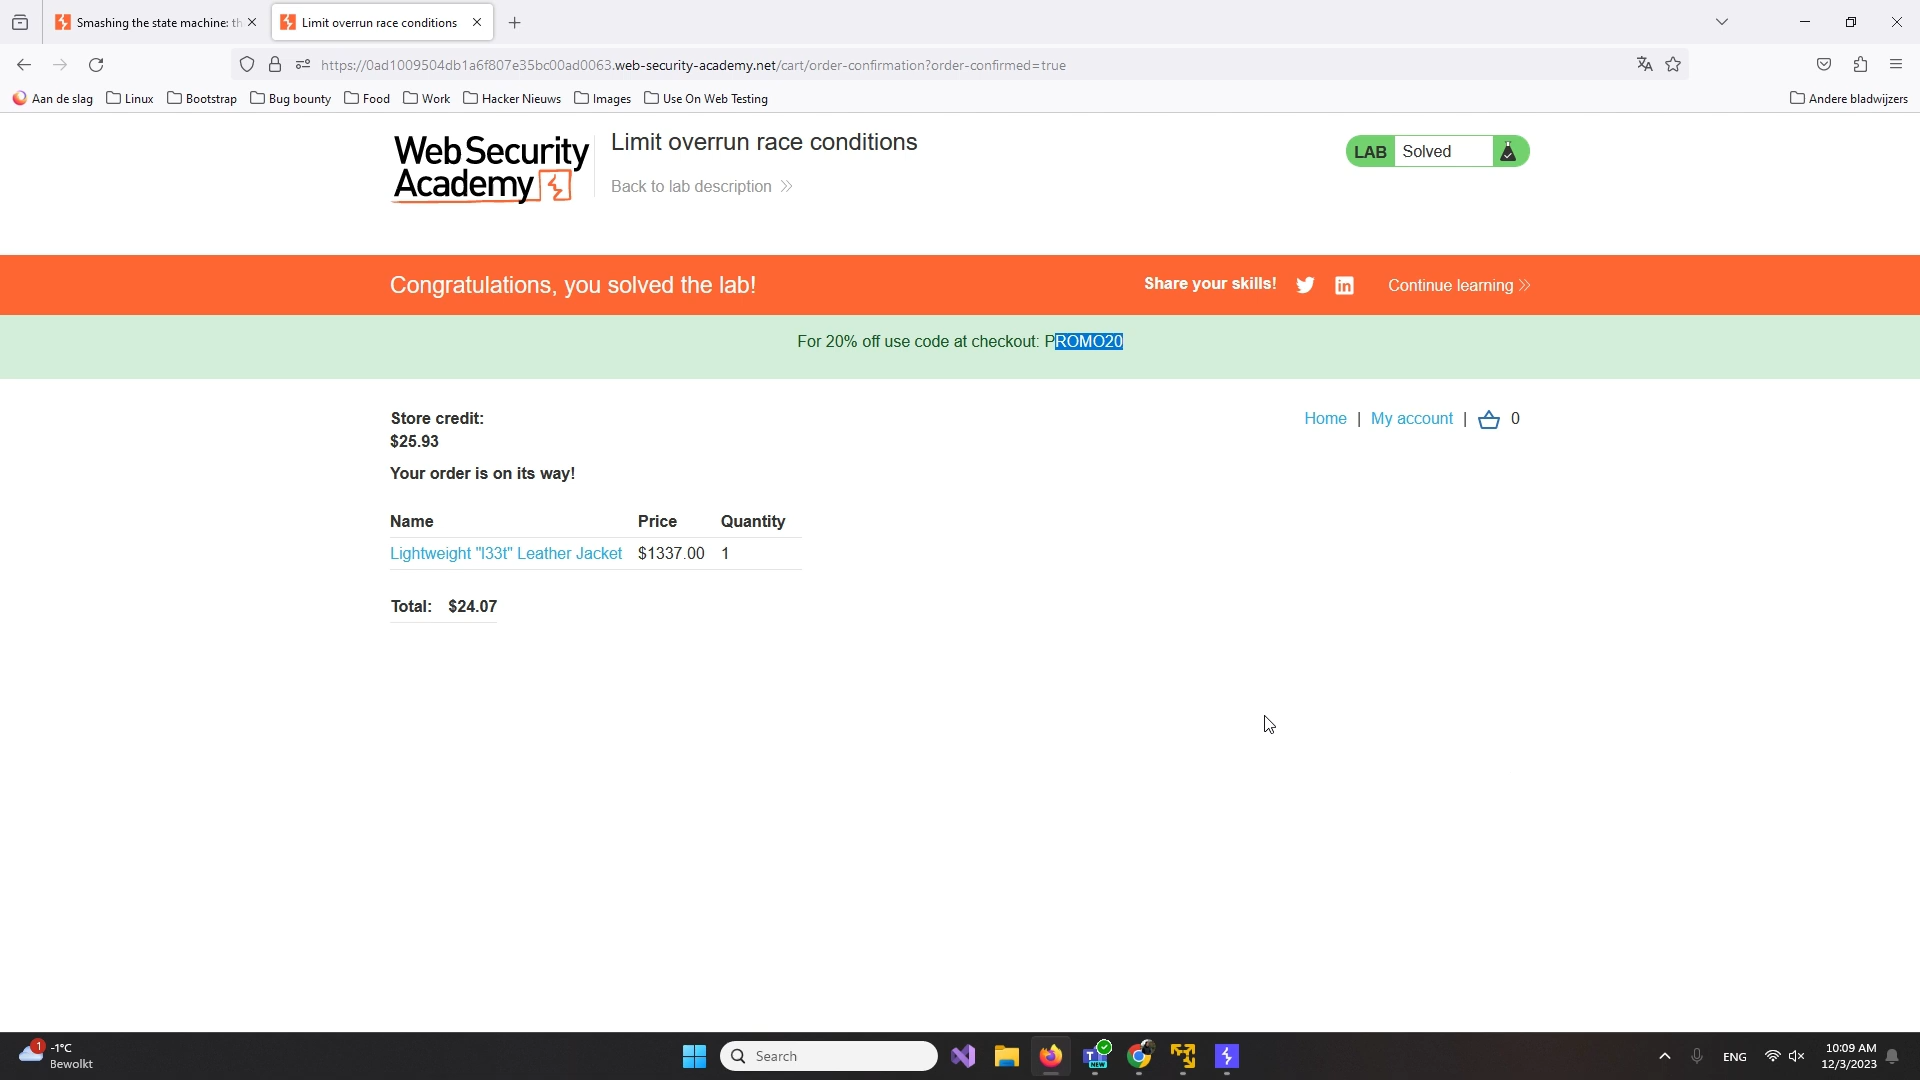 Smashing the state machine: th
Limit overrun race conditions
https://0ad1009504db1a6f807e35bc00ad0063.web-security-academy.net/cart/order-confirmation?order-confirmed=true
Aan de slag
Linux
Bootstrap
Bug bounty
Food
Work
Hacker Nieuws
Images
Use On Web Testing
Andere bladwijzers
Web Security
Academy
Limit overrun race conditions
Back to lab description
LAB Solved
Congratulations, you solved the lab!
Share your skills!
Continue learning
For 20% off use code at checkout: PROMO20
Store credit:
$25.93
Home | My account | 0
Your order is on its way!
Name Price Quantity
Lightweight "l33t" Leather Jacket $1337.00 1
Total: $24.07
1
-1°C
Bewolkt
Search
NEW
ENG
10:09 AM
12/3/2023